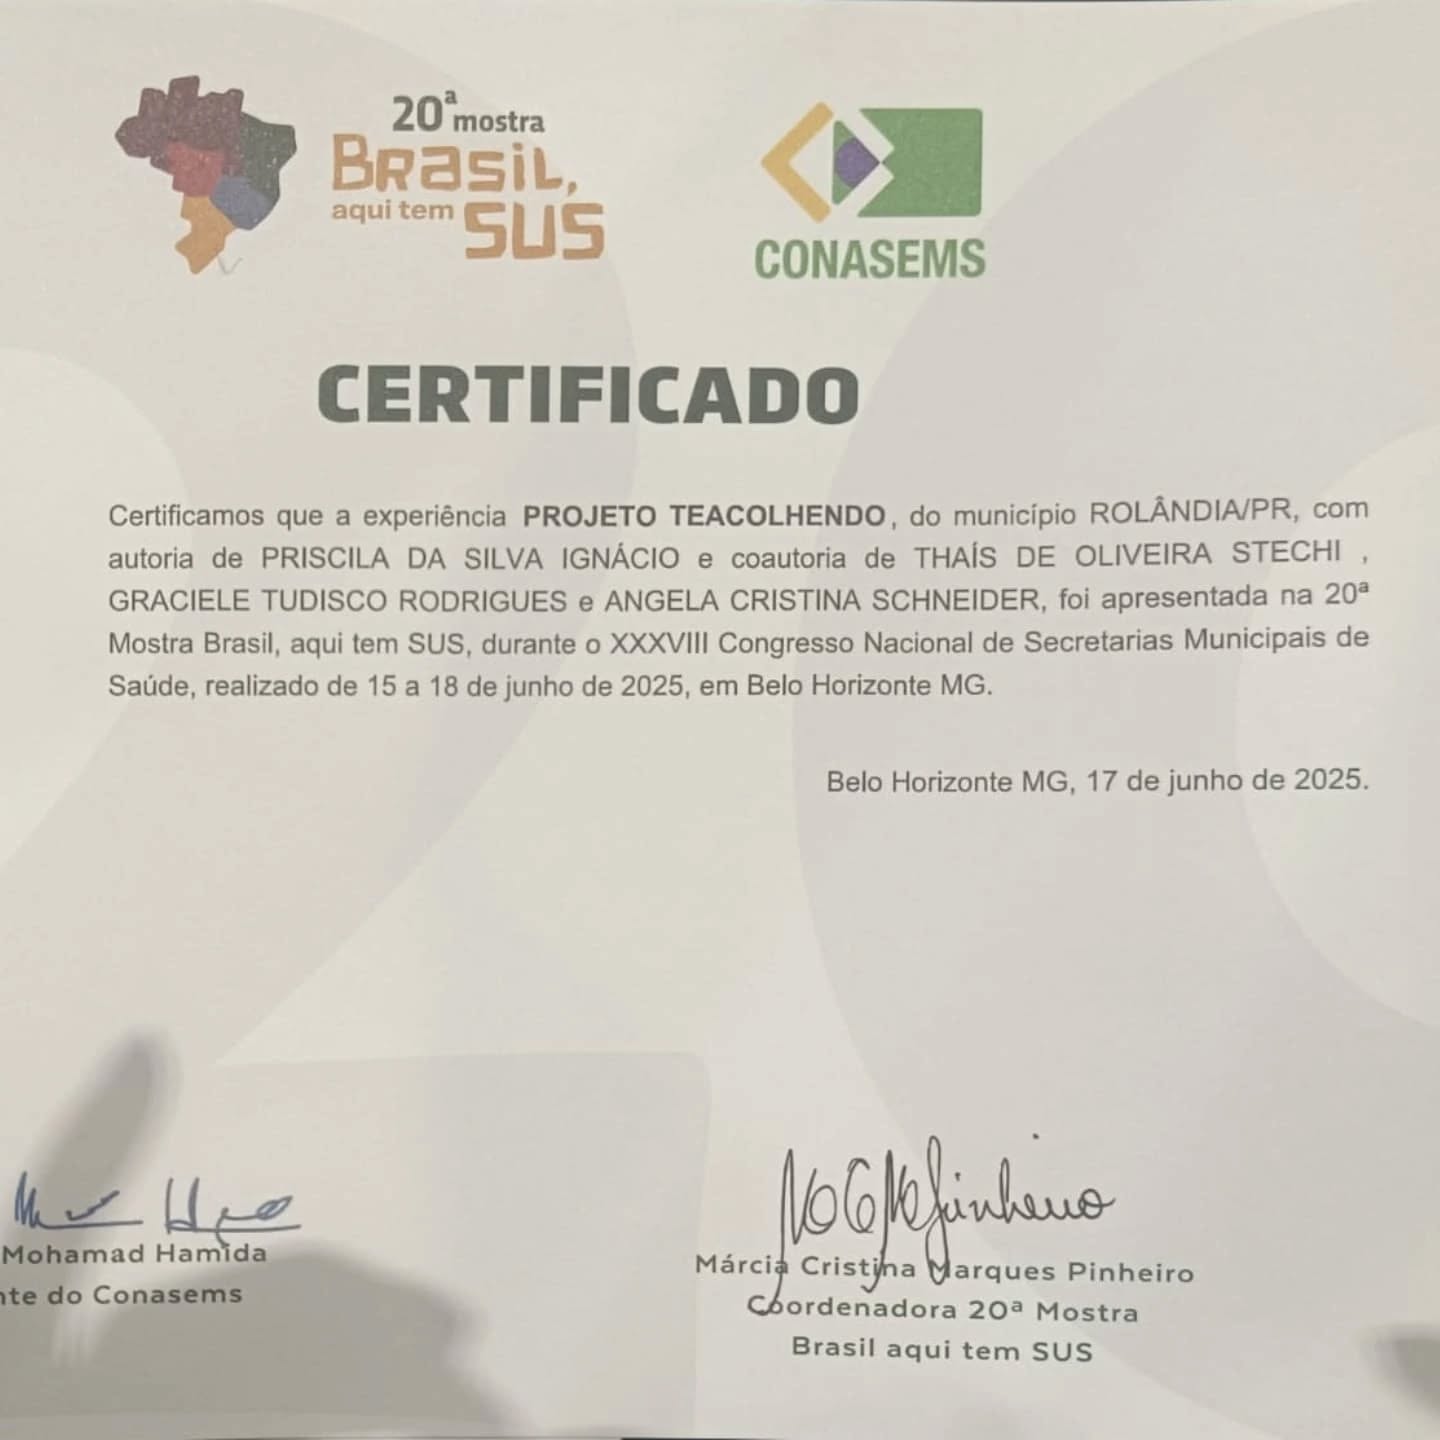 20ª mostra
Brasil,
aqui tem SUS
CONASEMS
CERTIFICADO
Certificamos que a experiência PROJETO TEACOLHENDO, do município ROLÂNDIA/PR, com
autoria de PRISCILA DA SILVA IGNÁCIO e coautoria de THAÍS DE OLIVEIRA STECHI ,
GRACIELE TUDISCO RODRIGUES e ANGELA CRISTINA SCHNEIDER, foi apresentada na 20ª
Mostra Brasil, aqui tem SUS, durante o XXXVIII Congresso Nacional de Secretarias Municipais de
Saúde, realizado de 15 a 18 de junho de 2025, em Belo Horizonte MG.
Belo Horizonte MG, 17 de junho de 2025.
Mohamad Hamida
do Conasems
Márcia Cristina Marques Pinheiro
Coordenadora 20ª Mostra
Brasil aqui tem SUS